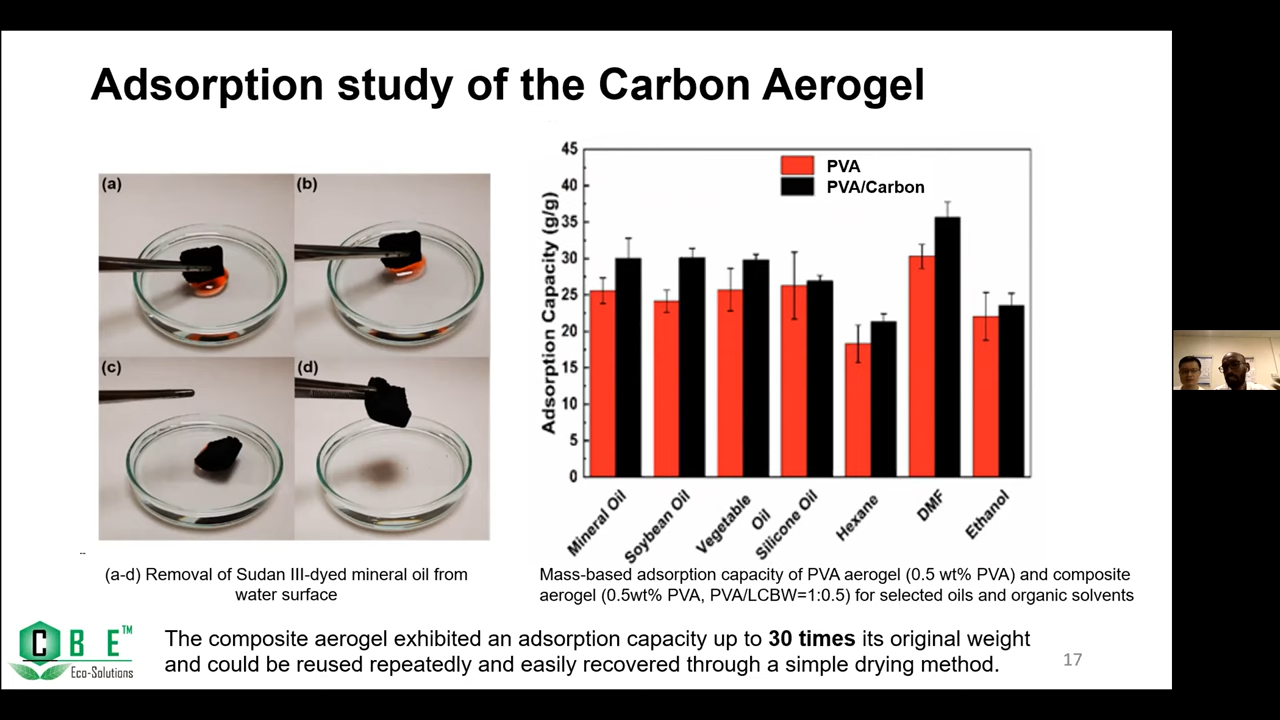 Adsorption study of the Carbon Aerogel
(a)
(b)
(c)
(d)
(a-d) Removal of Sudan III-dyed mineral oil from
water surface
Adsorption Capacity (g/g)
45
40
35
30
25
20
15
10
5
0
PVA
PVA/Carbon
Mineral Oil
Soybean Oil
Vegetable
Oil
Silicone Oil
Hexane
DMF
Ethanol
Mass-based adsorption capacity of PVA aerogel (0.5 wt% PVA) and composite
aerogel (0.5wt% PVA, PVA/LCBW=1:0.5) for selected oils and organic solvents
CBE™
Eco-Solutions
The composite aerogel exhibited an adsorption capacity up to 30 times its original weight
and could be reused repeatedly and easily recovered through a simple drying method.
17